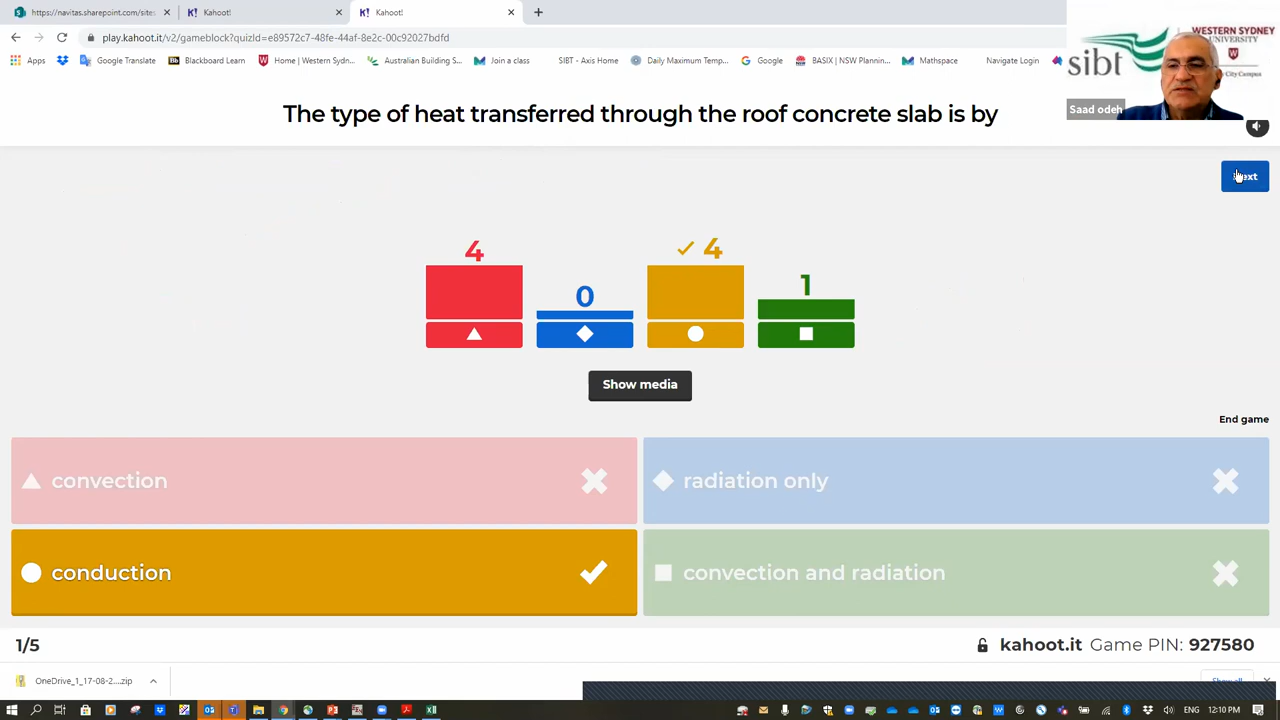 https://navitas.sharepoint.com/sites
Kahoot!
Kahoot!
play.kahoot.it/v2/gameblock?quizId=e89572c7-48fe-44af-8e2c-00c92027bdfd
Apps
Google Translate
Bb Blackboard Learn
Home | Western Sydn...
Australian Building S...
Join a class
SIBT - Axis Home
Daily Maximum Temp...
Google
BASIX | NSW Plannin...
Mathspace
Navigate Login
WESTERN SYDNEY
UNIVERSITY
sibt
City Campus
Saad odeh
The type of heat transferred through the roof concrete slab is by
4
0
4
1
Show media
End game
convection
radiation only
conduction
convection and radiation
1/5
kahoot.it Game PIN: 927580
OneDrive_1_17-08-2....zip
Show all
12:10 PM